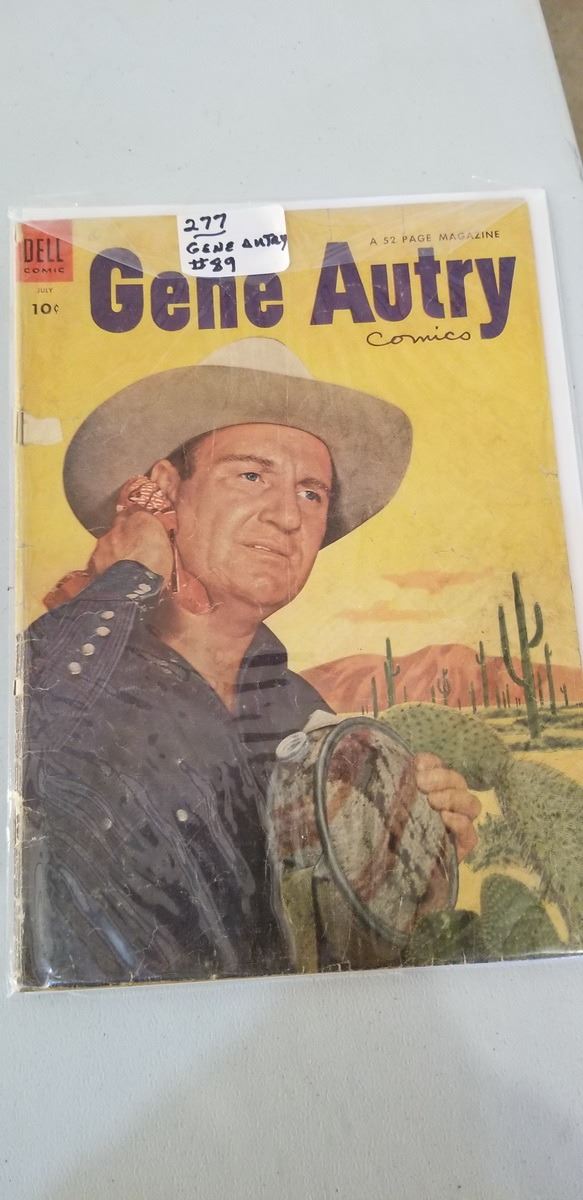 277
GENE AUTRY
#89
DELL
COMIC
JULY
10¢
A 52 PAGE MAGAZINE
Gene Autry
Comics